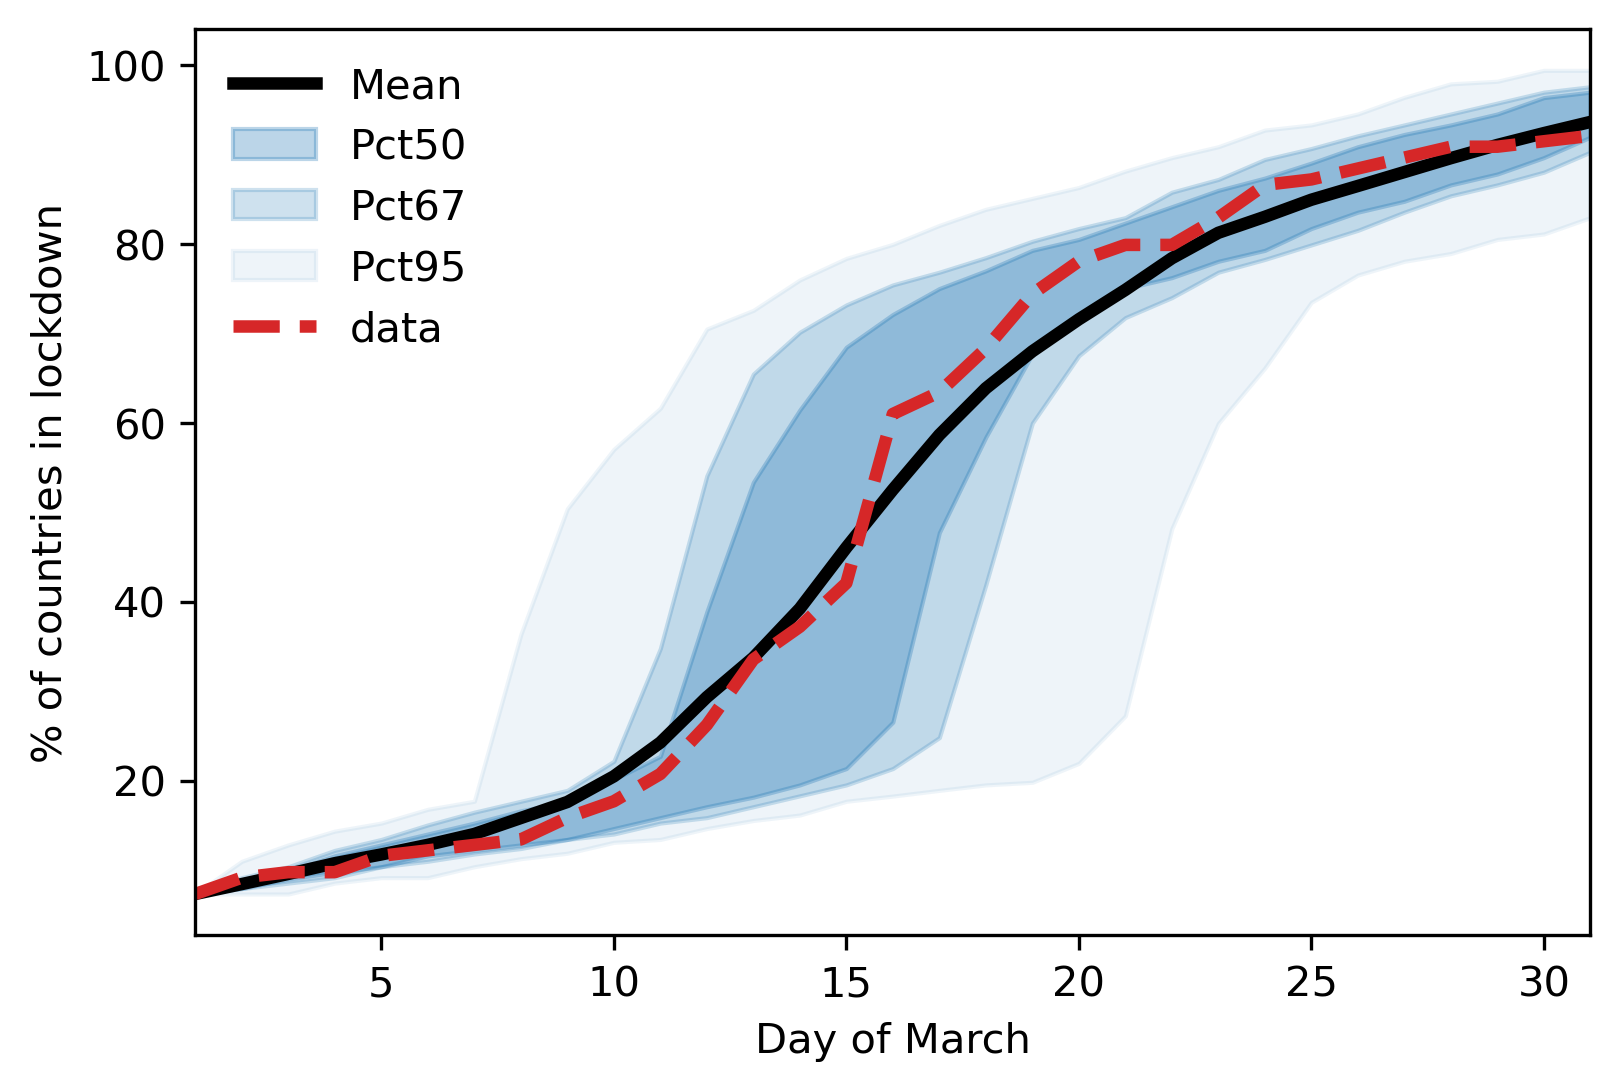 % of countries in lockdown
100
80
60
40
20
Mean
Pct50
Pct67
Pct95
data
5 10 15 20 25 30
Day of March